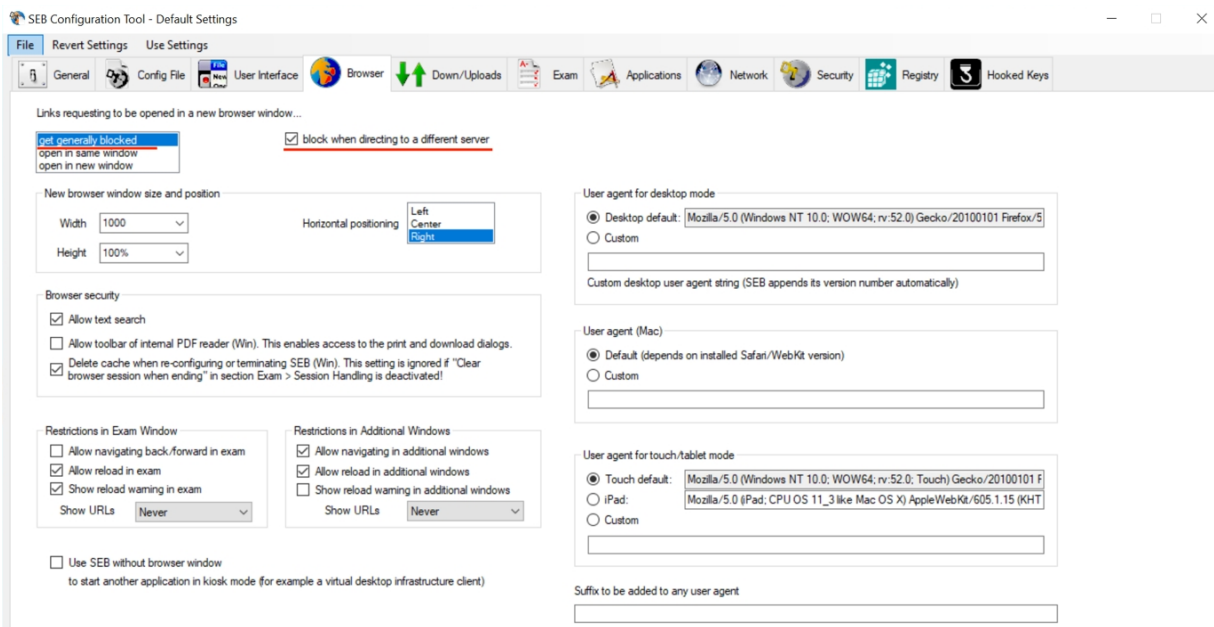 SEB Configuration Tool - Default Settings
File Revert Settings Use Settings
General Config File User Interface Browser Down/Uploads Exam Applications Network Security Registry Hooked Keys
Links requesting to be opened in a new browser window...
get generally blocked
open in same window
open in new window
block when directing to a different server
New browser window size and position
Width 1000
Height 100%
Horizontal positioning
Left
Center
Right
Browser security
Allow text search
Allow toolbar of internal PDF reader (Win). This enables access to the print and download dialogs.
Delete cache when re-configuring or terminating SEB (Win). This setting is ignored if "Clear
browser session when ending" in section Exam > Session Handling is deactivated!
Restrictions in Exam Window
Allow navigating back/forward in exam
Allow reload in exam
Show reload warning in exam
Show URLs Never
Restrictions in Additional Windows
Allow navigating in additional windows
Allow reload in additional windows
Show reload warning in additional windows
Show URLs Never
Use SEB without browser window
to start another application in kiosk mode (for example a virtual desktop infrastructure client)
User agent for desktop mode
Desktop default: Mozilla/5.0 (Windows NT 10.0; WOW64; rv:52.0) Gecko/20100101 Firefox/5
Custom
Custom desktop user agent string (SEB appends its version number automatically)
User agent (Mac)
Default (depends on installed Safari/WebKit version)
Custom
User agent for touch/tablet mode
Touch default: Mozilla/5.0 (Windows NT 10.0; WOW64; rv:52.0; Touch) Gecko/20100101 F
iPad: Mozilla/5.0 (iPad; CPU OS 11_3 like Mac OS X) AppleWebKit/605.1.15 (KHT
Custom
Suffix to be added to any user agent